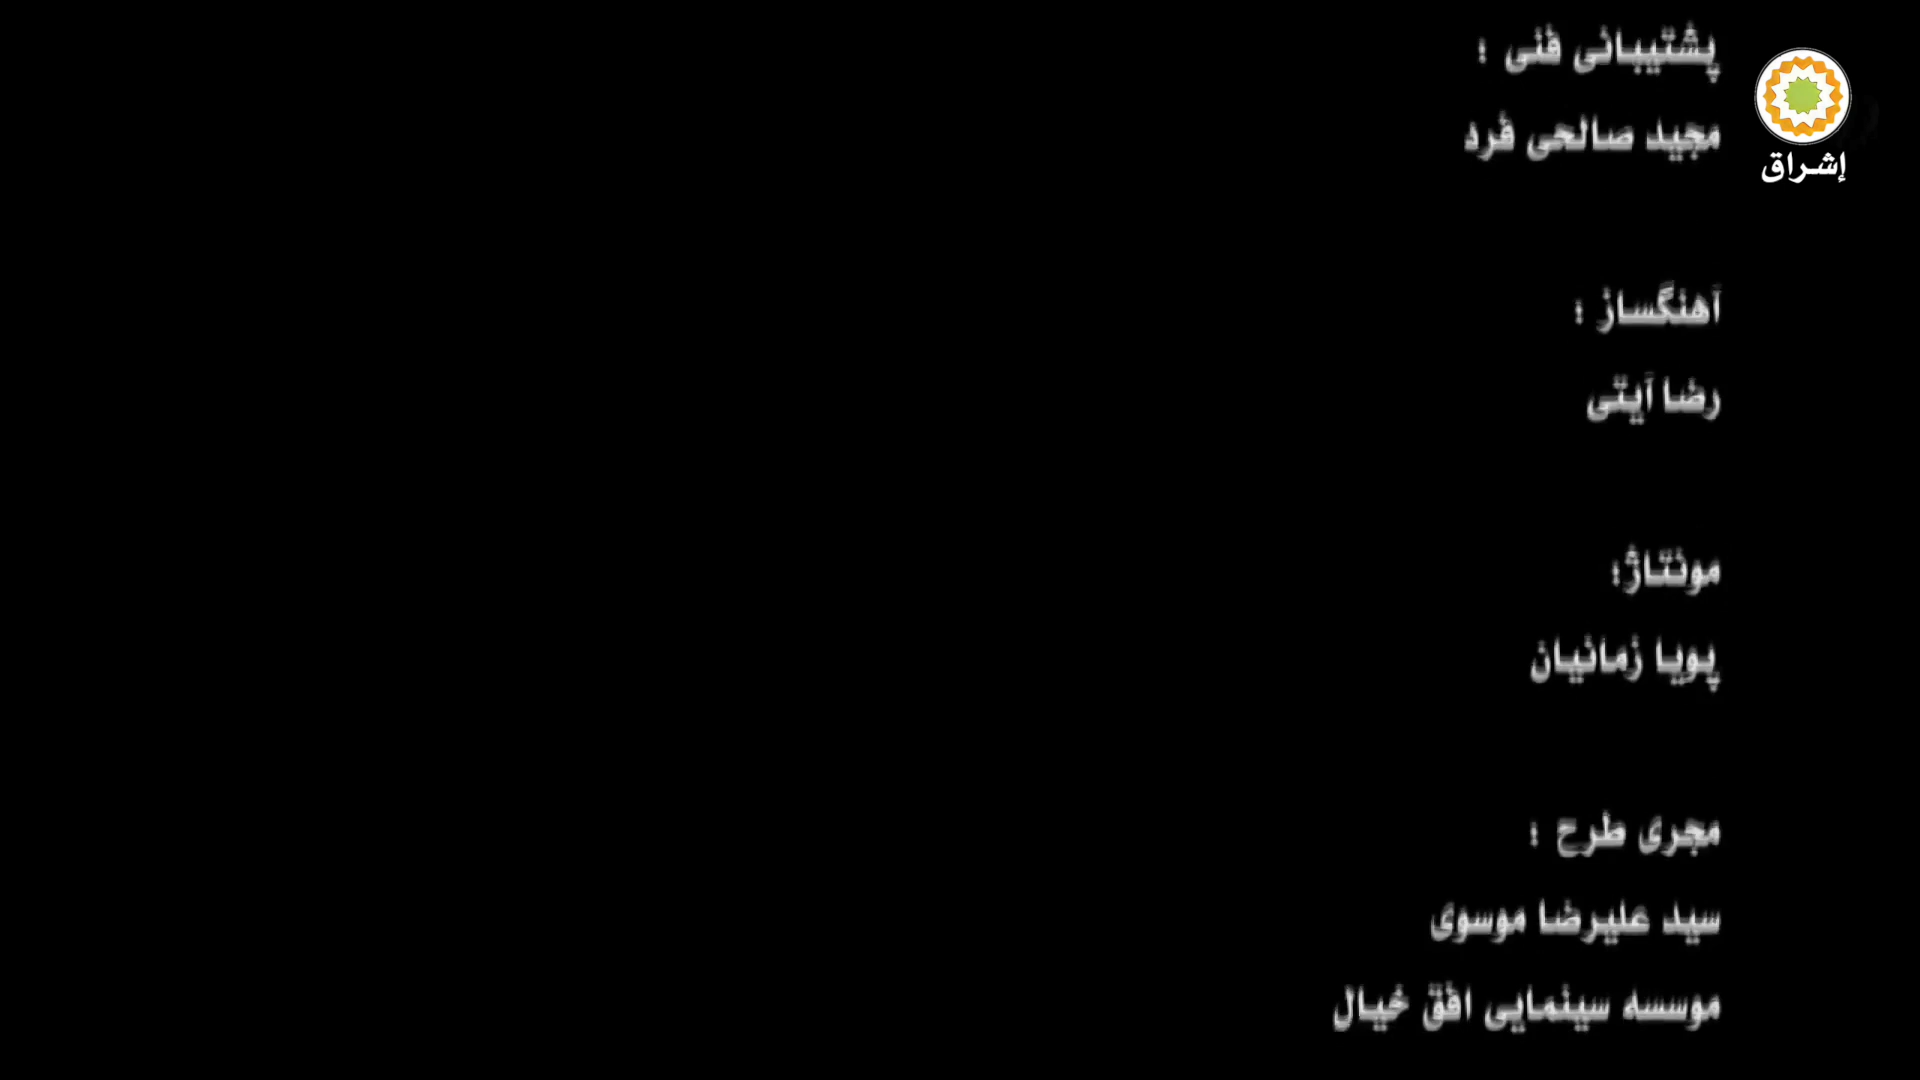 پشتیبانی فنی :
مجید صالحی فرد
إشراق
آهنگساز :
رضا آیتی
مونتاژ:
پویا زمانیان
مجری طرح :
سید علیرضا موسوی
موسسه سینمایی افق خیال